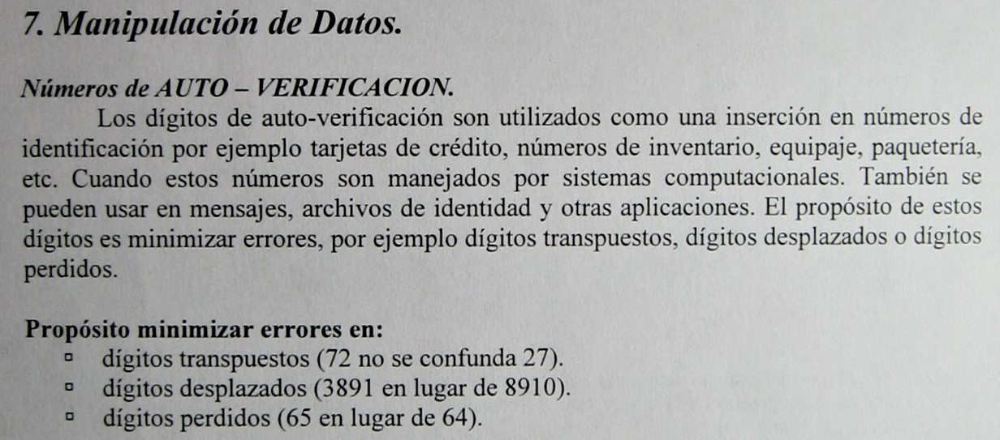 7. Manipulación de Datos.
Números de AUTO – VERIFICACION.
Los dígitos de auto-verificación son utilizados como una inserción en números de
identificación por ejemplo tarjetas de crédito, números de inventario, equipaje, paquetería,
etc. Cuando estos números son manejados por sistemas computacionales. También se
pueden usar en mensajes, archivos de identidad y otras aplicaciones. El propósito de estos
dígitos es minimizar errores, por ejemplo dígitos transpuestos, dígitos desplazados o dígitos
perdidos.
Propósito minimizar errores en:
▫ dígitos transpuestos (72 no se confunda 27).
▫ dígitos desplazados (3891 en lugar de 8910).
▫ dígitos perdidos (65 en lugar de 64).